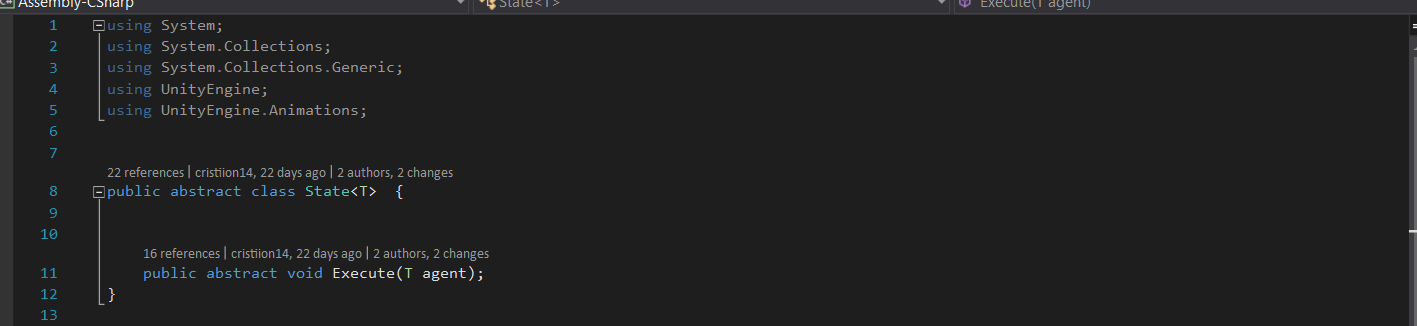 Assembly-CSharp State<T> Execute(T agent)
1 using System;
2 using System.Collections;
3 using System.Collections.Generic;
4 using UnityEngine;
5 using UnityEngine.Animations;
6
7
22 references | cristiion14, 22 days ago | 2 authors, 2 changes
8 public abstract class State<T>  {
9
10
16 references | cristiion14, 22 days ago | 2 authors, 2 changes
11 public abstract void Execute(T agent);
12 }
13